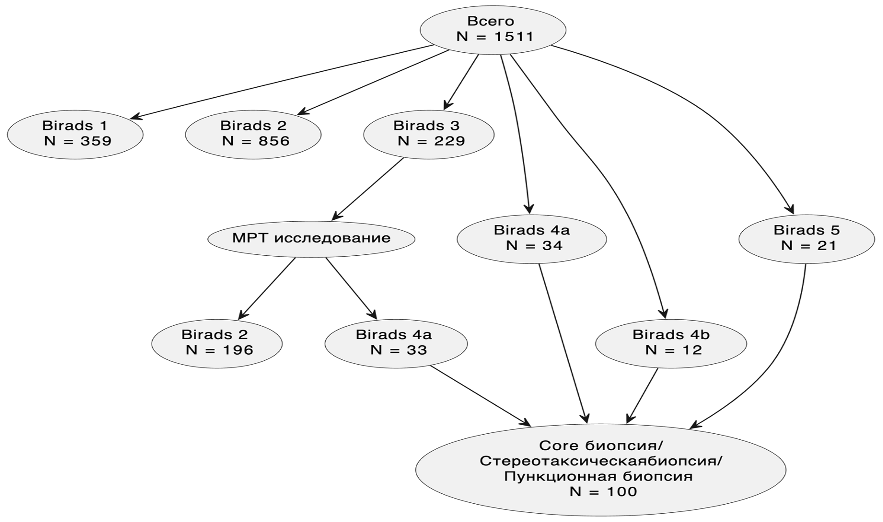 Всего
N = 1511
Birads 1
N = 359
Birads 2
N = 856
Birads 3
N = 229
МРТ исследование
Birads 4a
N = 34
Birads 5
N = 21
Birads 2
N = 196
Birads 4a
N = 33
Birads 4b
N = 12
Core биопсия/
Стереотаксическаябиопсия/
Пункционная биопсия
N = 100